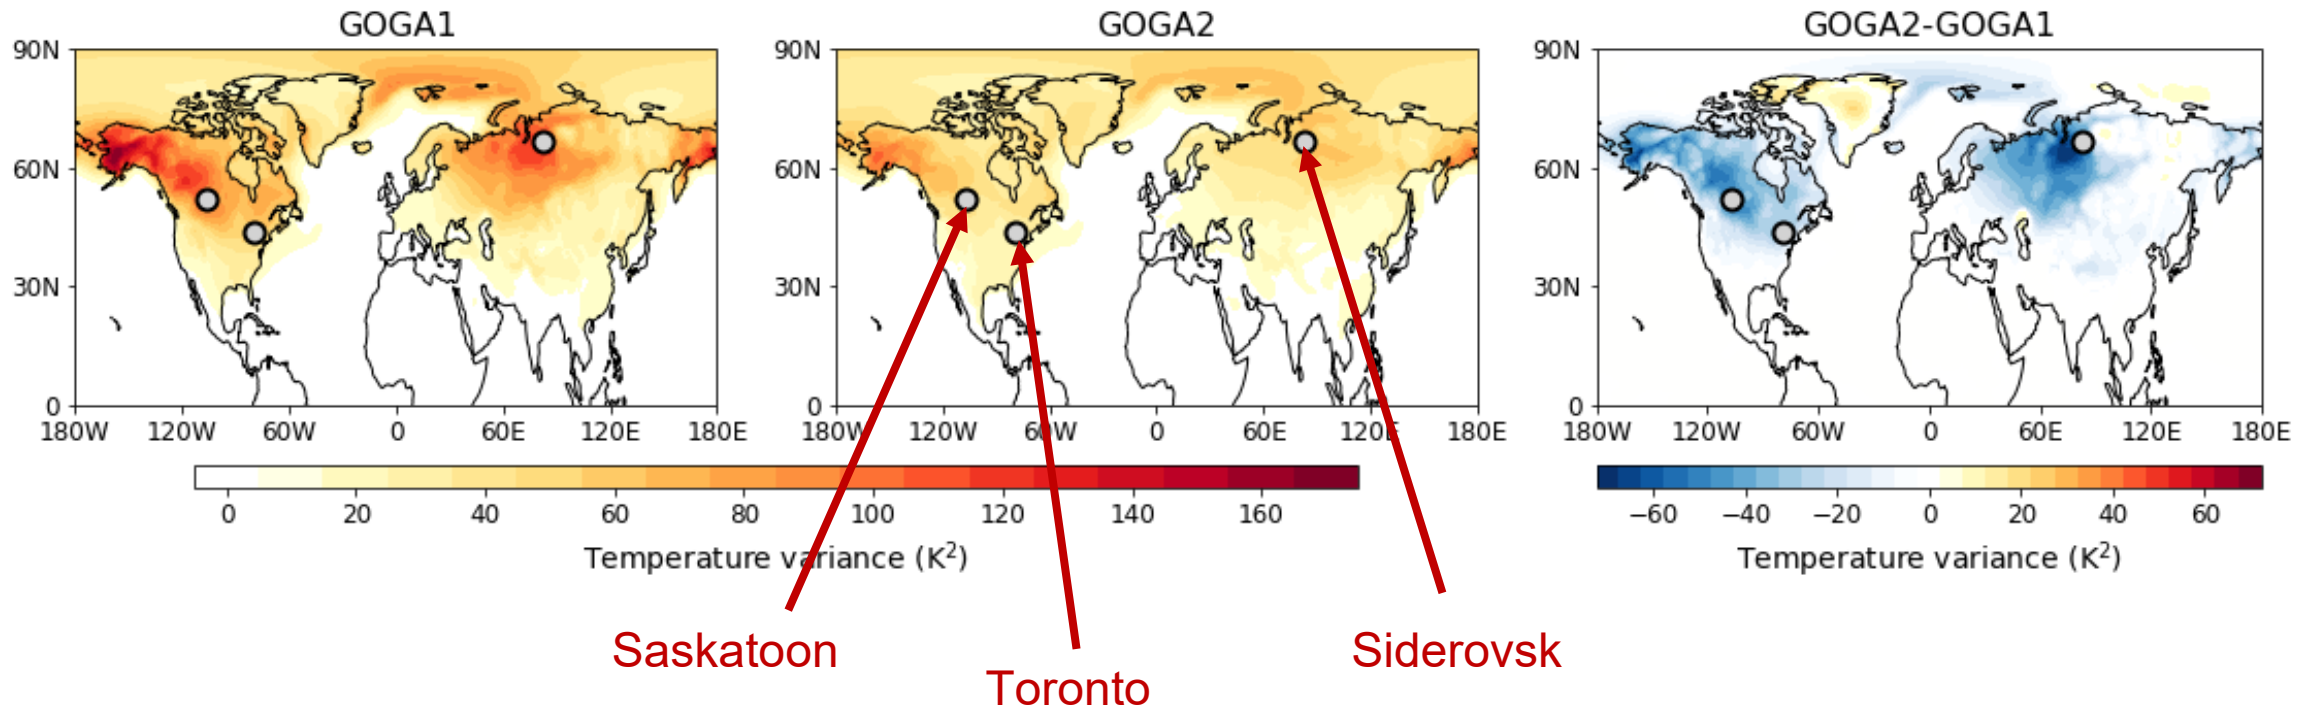 GOGA1
GOGA2
GOGA2-GOGA1
90N
60N
30N
0
180W 120W 60W 0 60E 120E 180E
90N
60N
30N
0
180W 120W 60W 0 60E 120E 180E
90N
60N
30N
0
180W 120W 60W 0 60E 120E 180E
0 20 40 60 80 100 120 140 160
Temperature variance (K²)
−60 −40 −20 0 20 40 60
Temperature variance (K²)
Saskatoon
Toronto
Siderovsk